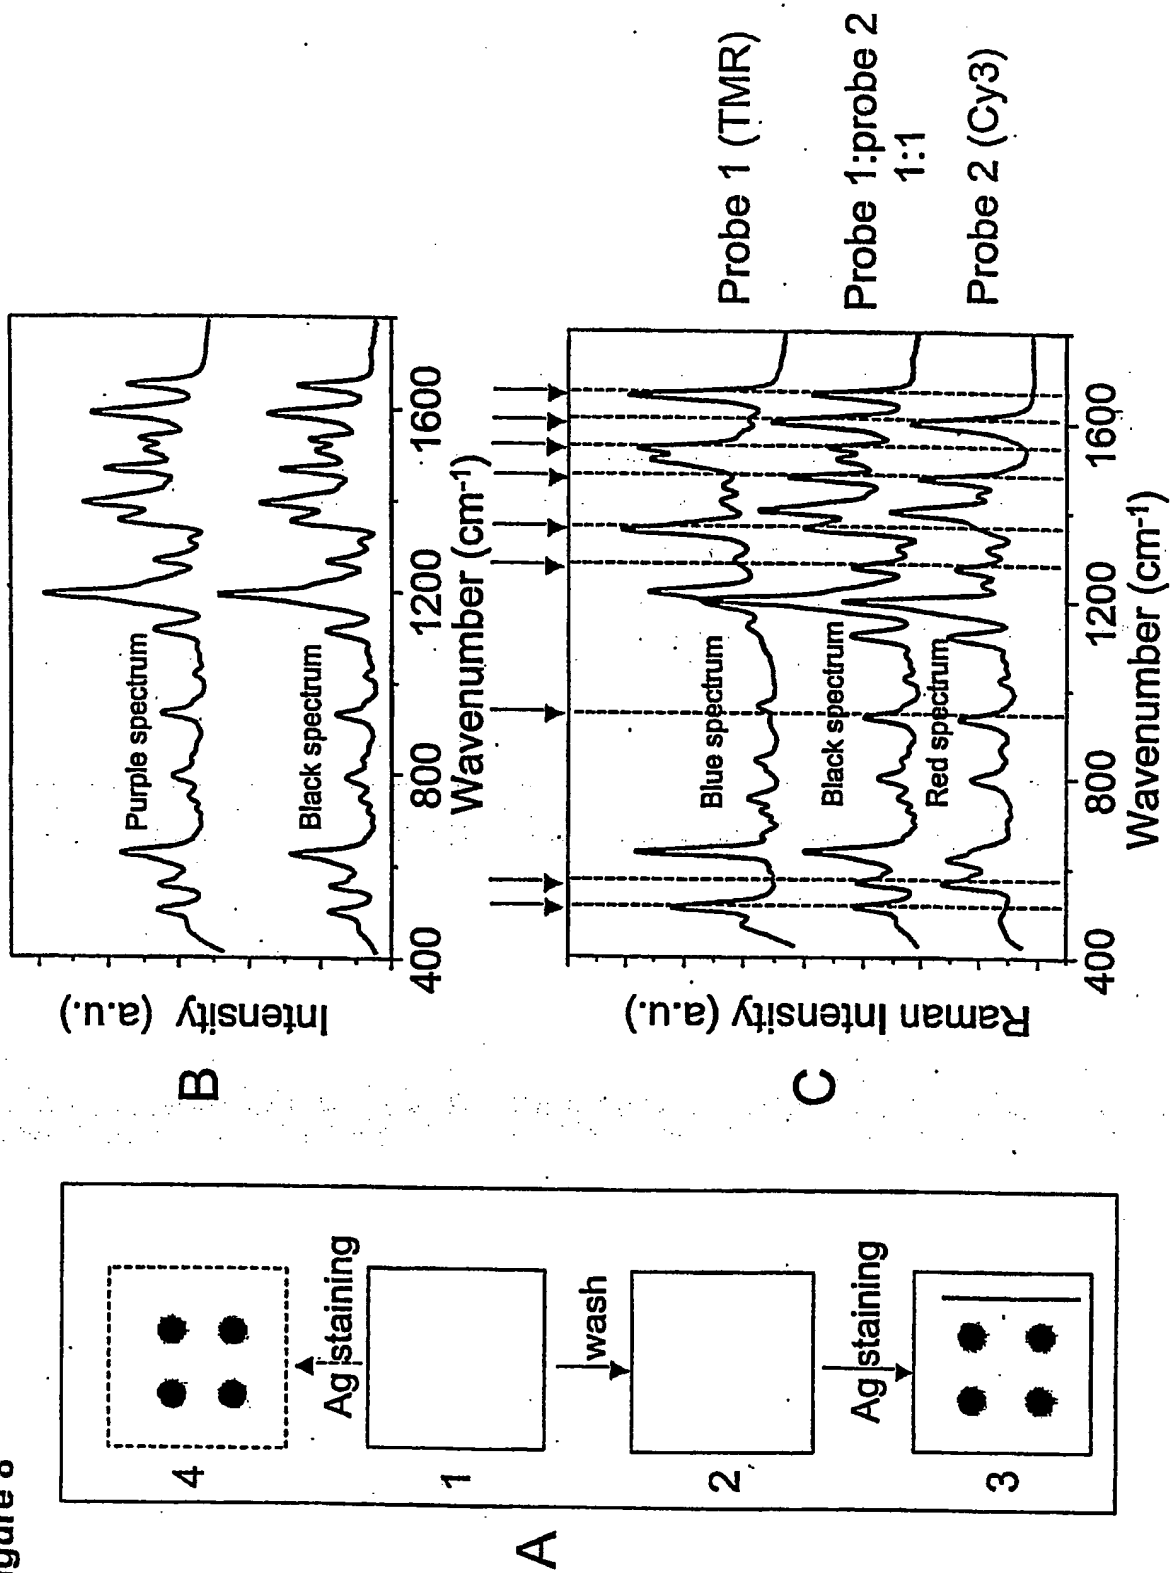 Figure 8
A
4
Ag staining
1
wash
2
Ag staining
3
B
Intensity (a.u.)
Purple spectrum
Black spectrum
400
800
1200
1600
Wavenumber (cm-1)
C
Raman Intensity (a.u.)
Blue spectrum
Black spectrum
Red spectrum
Probe 1 (TMR)
Probe 1:probe 2
1:1
Probe 2 (Cy3)
400
800
1200
1600
Wavenumber (cm-1)